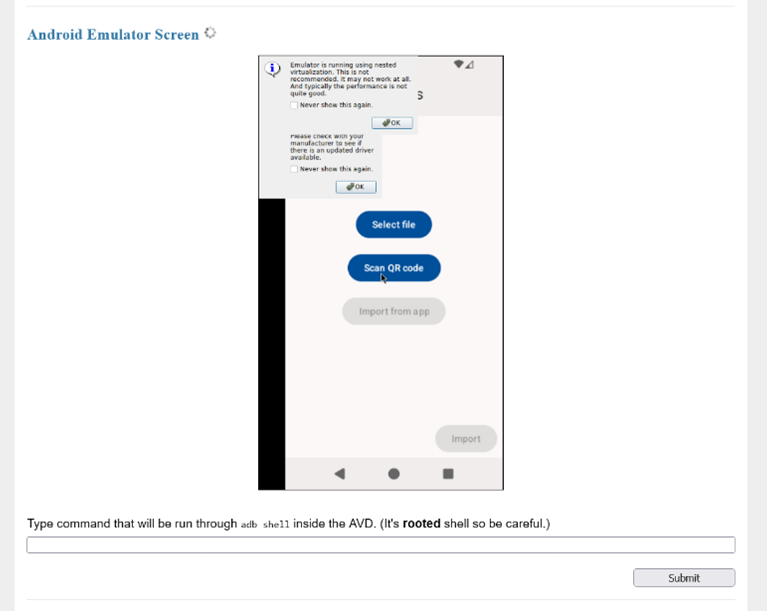 Android Emulator Screen
Emulator is running using nested
virtualization. This is not
recommended. It may not work at all.
And typically the performance is not
quite good.
Never show this again.
OK
s
Please check with your
manufacturer to see if
there is an updated driver
available.
Never show this again.
OK
Select file
Scan QR code
Import from app
Import
Type command that will be run through adb shell inside the AVD. (It's rooted shell so be careful.)
Submit